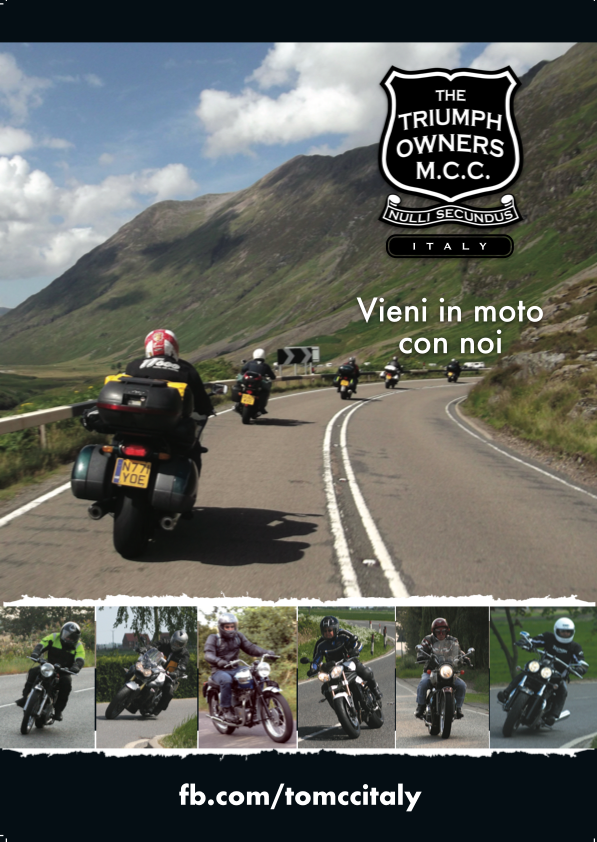 THE
TRIUMPH
OWNERS
M.C.C.
NULLI SECUNDUS
ITALY
Vieni in moto
con noi
N77
YOE
fb.com/tomccitaly